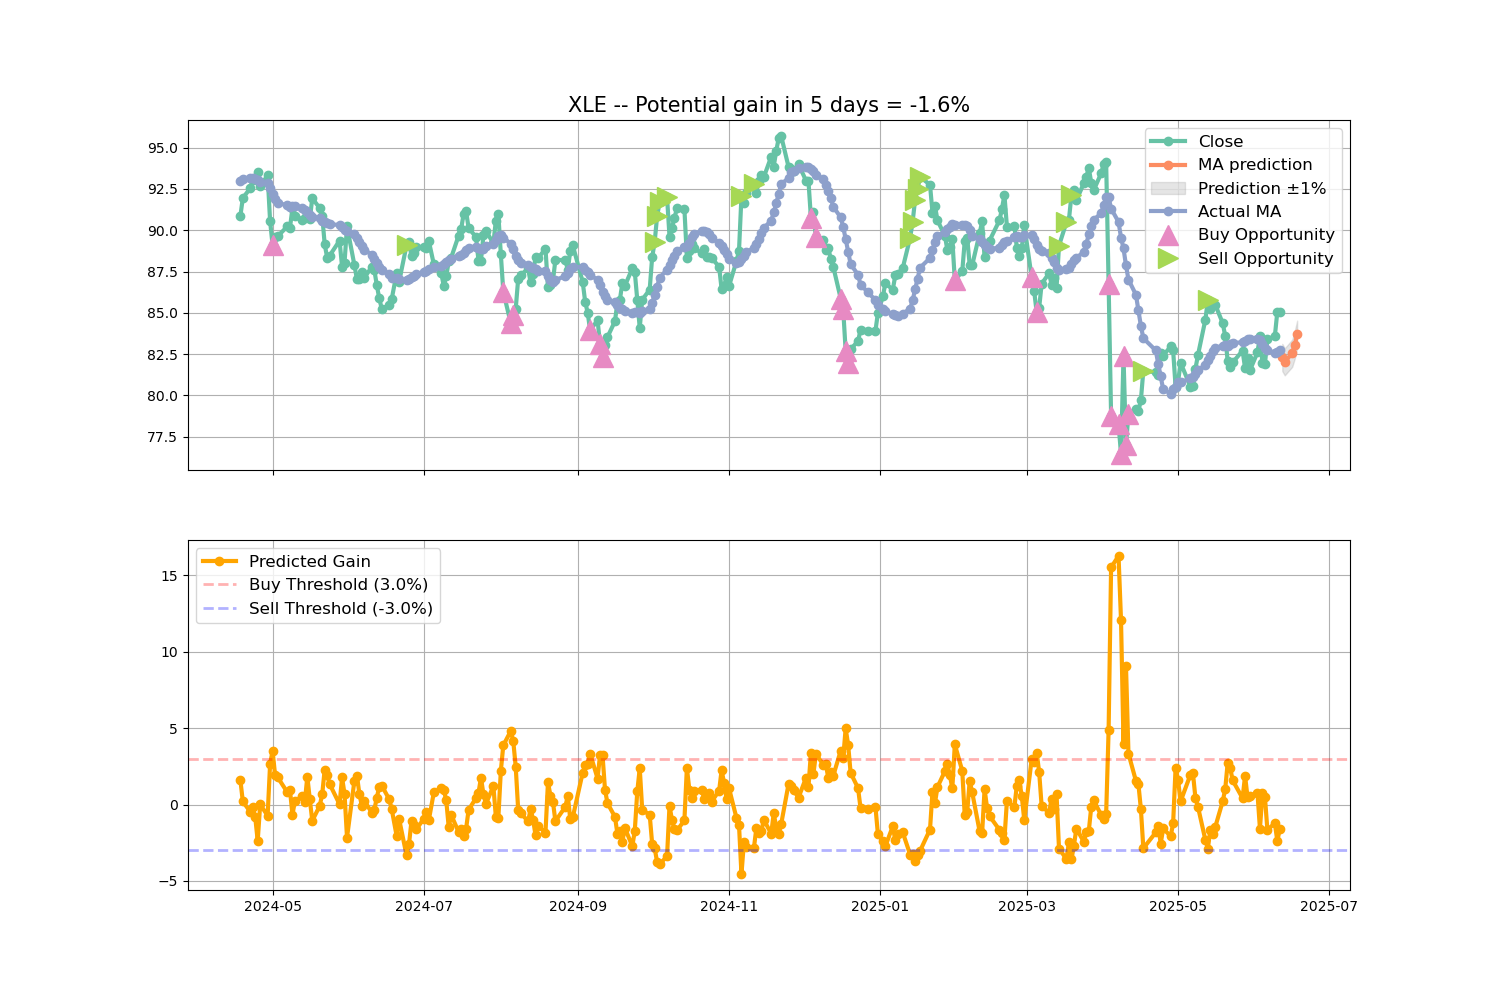 XLE -- Potential gain in 5 days = -1.6%
95.0
92.5
90.0
87.5
85.0
82.5
80.0
77.5
Close
MA prediction
Prediction ±1%
Actual MA
Buy Opportunity
Sell Opportunity
15
10
5
0
−5
Predicted Gain
Buy Threshold (3.0%)
Sell Threshold (-3.0%)
2024-05
2024-07
2024-09
2024-11
2025-01
2025-03
2025-05
2025-07